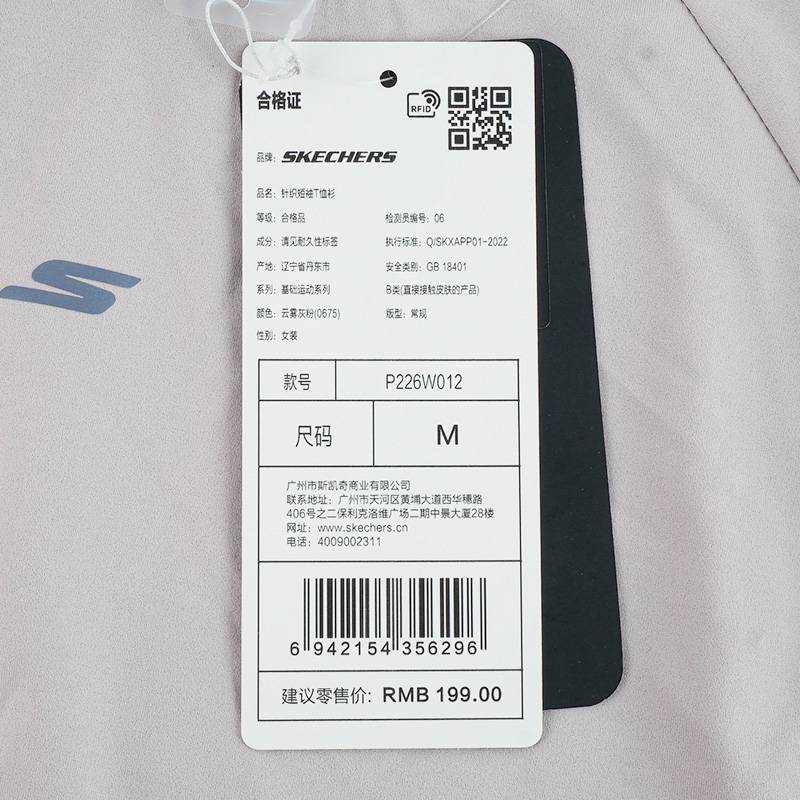 合格证
RFID
品牌: SKECHERS
品名: 针织短袖T恤衫
等级: 合格品 检测员编号: 06
成分: 请见耐久性标签 执行标准: Q/SKXAPP01-2022
产地: 辽宁省丹东市 安全类别: GB 18401
系列: 基础运动系列 B类(直接接触皮肤的产品)
颜色: 云雾灰粉(0675) 版型: 常规
性别: 女装
款号 P226W012
尺码 M
广州市斯凯奇商业有限公司
联系地址: 广州市天河区黄埔大道西华穗路
406号之二保利克洛维广场二期中景大厦28楼
网址: www.skechers.cn
电话: 4009002311
6 942154 356296
建议零售价: RMB 199.00